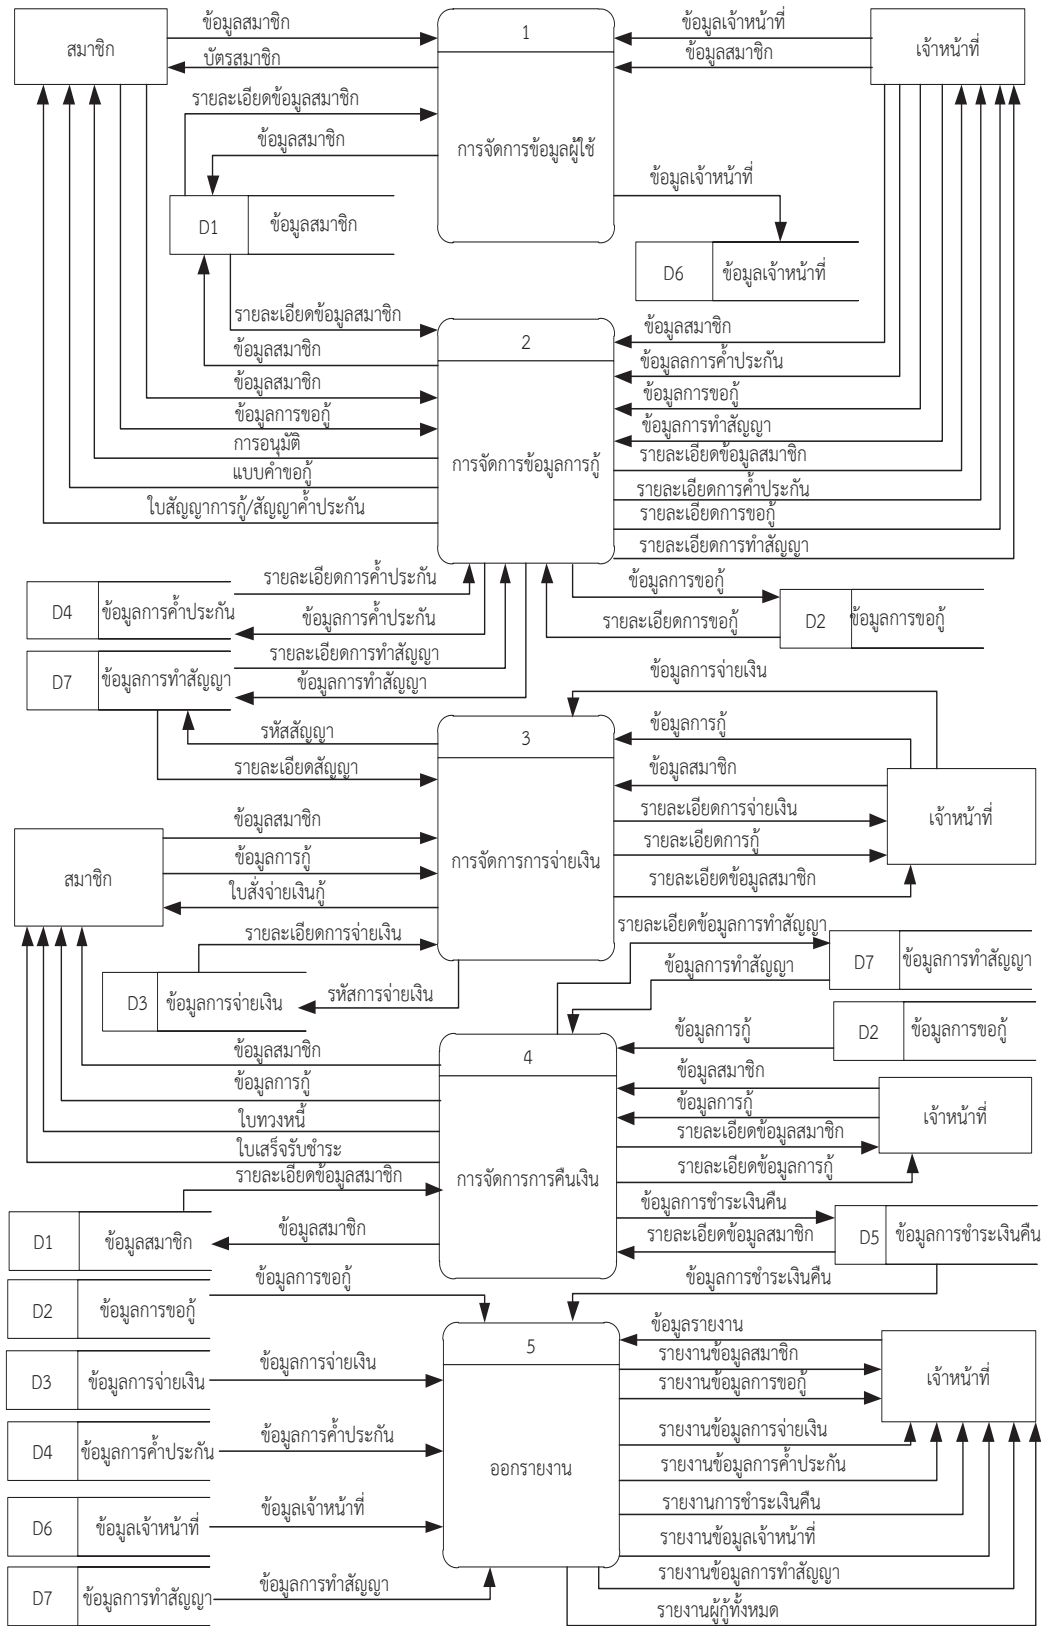 ข้อมูลสมาชิก
สมาชิก
บัตรสมาชิก
1
การจัดการข้อมูลผู้ใช้
ข้อมูลเจ้าหน้าที่
ข้อมูลสมาชิก
เจ้าหน้าที่
รายละเอียดข้อมูลสมาชิก
ข้อมูลสมาชิก
D1
ข้อมูลสมาชิก
ข้อมูลเจ้าหน้าที่
D6
ข้อมูลเจ้าหน้าที่
รายละเอียดข้อมูลสมาชิก
ข้อมูลสมาชิก
ข้อมูลสมาชิก
ข้อมูลการขอกู้
การอนุมัติ
แบบคำขอกู้
ใบสัญญาการกู้/สัญญาค้ำประกัน
2
การจัดการข้อมูลการกู้
ข้อมูลสมาชิก
ข้อมูลลการค้ำประกัน
ข้อมูลการขอกู้
ข้อมูลการทำสัญญา
รายละเอียดข้อมูลสมาชิก
รายละเอียดการค้ำประกัน
รายละเอียดการขอกู้
รายละเอียดการทำสัญญา
D4
ข้อมูลการค้ำประกัน
รายละเอียดการค้ำประกัน
ข้อมูลการค้ำประกัน
D7
ข้อมูลการทำสัญญา
รายละเอียดการทำสัญญา
ข้อมูลการทำสัญญา
ข้อมูลการขอกู้
รายละเอียดการขอกู้
D2
ข้อมูลการขอกู้
รหัสสัญญา
รายละเอียดสัญญา
3
การจัดการการจ่ายเงิน
ข้อมูลการจ่ายเงิน
ข้อมูลการกู้
ข้อมูลสมาชิก
รายละเอียดการจ่ายเงิน
รายละเอียดการกู้
รายละเอียดข้อมูลสมาชิก
เจ้าหน้าที่
สมาชิก
ข้อมูลสมาชิก
ข้อมูลการกู้
ใบสั่งจ่ายเงินกู้
รายละเอียดการจ่ายเงิน
D3
ข้อมูลการจ่ายเงิน
รหัสการจ่ายเงิน
รายละเอียดข้อมูลการทำสัญญา
ข้อมูลการทำสัญญา
D7
ข้อมูลการทำสัญญา
ข้อมูลการกู้
D2
ข้อมูลการขอกู้
4
การจัดการการคืนเงิน
ข้อมูลสมาชิก
ข้อมูลการกู้
ใบทวงหนี้
ใบเสร็จรับชำระ
ข้อมูลสมาชิก
ข้อมูลการกู้
รายละเอียดข้อมูลสมาชิก
รายละเอียดข้อมูลการกู้
เจ้าหน้าที่
รายละเอียดข้อมูลสมาชิก
D1
ข้อมูลสมาชิก
ข้อมูลสมาชิก
ข้อมูลการชำระเงินคืน
รายละเอียดข้อมูลสมาชิก
D5
ข้อมูลการชำระเงินคืน
ข้อมูลการชำระเงินคืน
D2
ข้อมูลการขอกู้
ข้อมูลการขอกู้
5
ออกรายงาน
D3
ข้อมูลการจ่ายเงิน
ข้อมูลการจ่ายเงิน
D4
ข้อมูลการค้ำประกัน
ข้อมูลการค้ำประกัน
D6
ข้อมูลเจ้าหน้าที่
ข้อมูลเจ้าหน้าที่
D7
ข้อมูลการทำสัญญา
ข้อมูลการทำสัญญา
ข้อมูลรายงาน
รายงานข้อมูลสมาชิก
รายงานข้อมูลการขอกู้
เจ้าหน้าที่
รายงานข้อมูลการจ่ายเงิน
รายงานข้อมูลการค้ำประกัน
รายงานการชำระเงินคืน
รายงานข้อมูลเจ้าหน้าที่
รายงานข้อมูลการทำสัญญา
รายงานผู้กู้ทั้งหมด